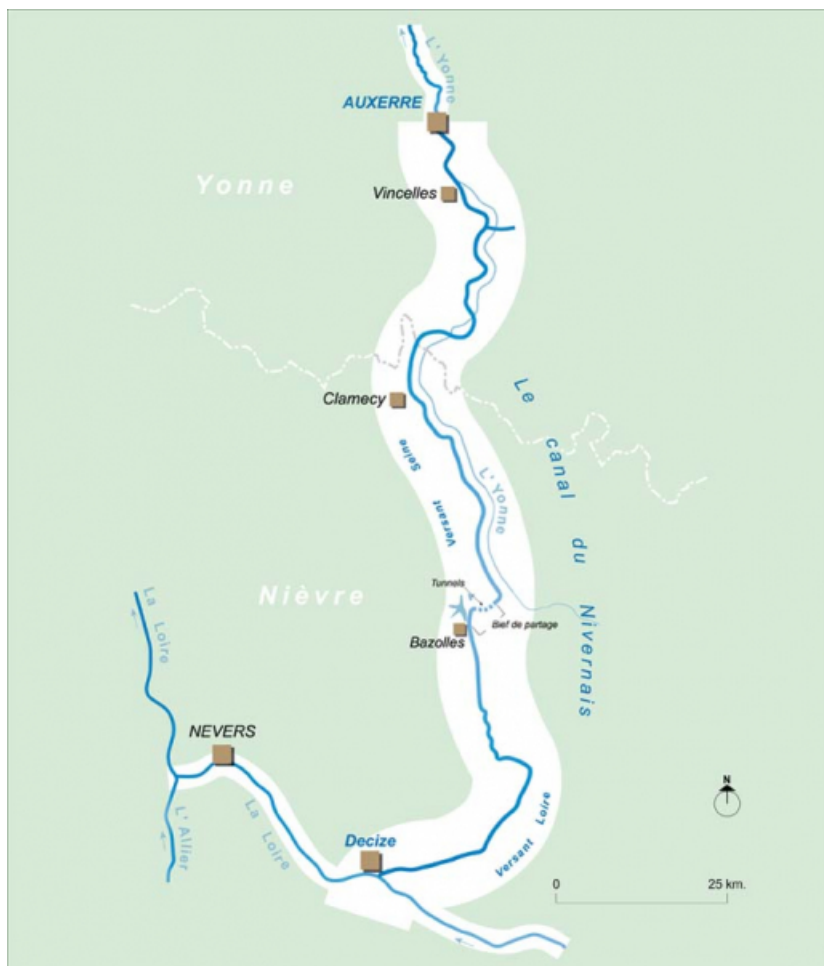 L'Yonne
AUXERRE
Yonne
Vincelles
Clamecy
Le canal du Nivernais
Versant Seine
L'Yonne
Tunnels
Nièvre
Bief de partage
Bazolles
La Loire
NEVERS
N
L'Allier
La Loire
Decize
Versant Loire
0 25 km.